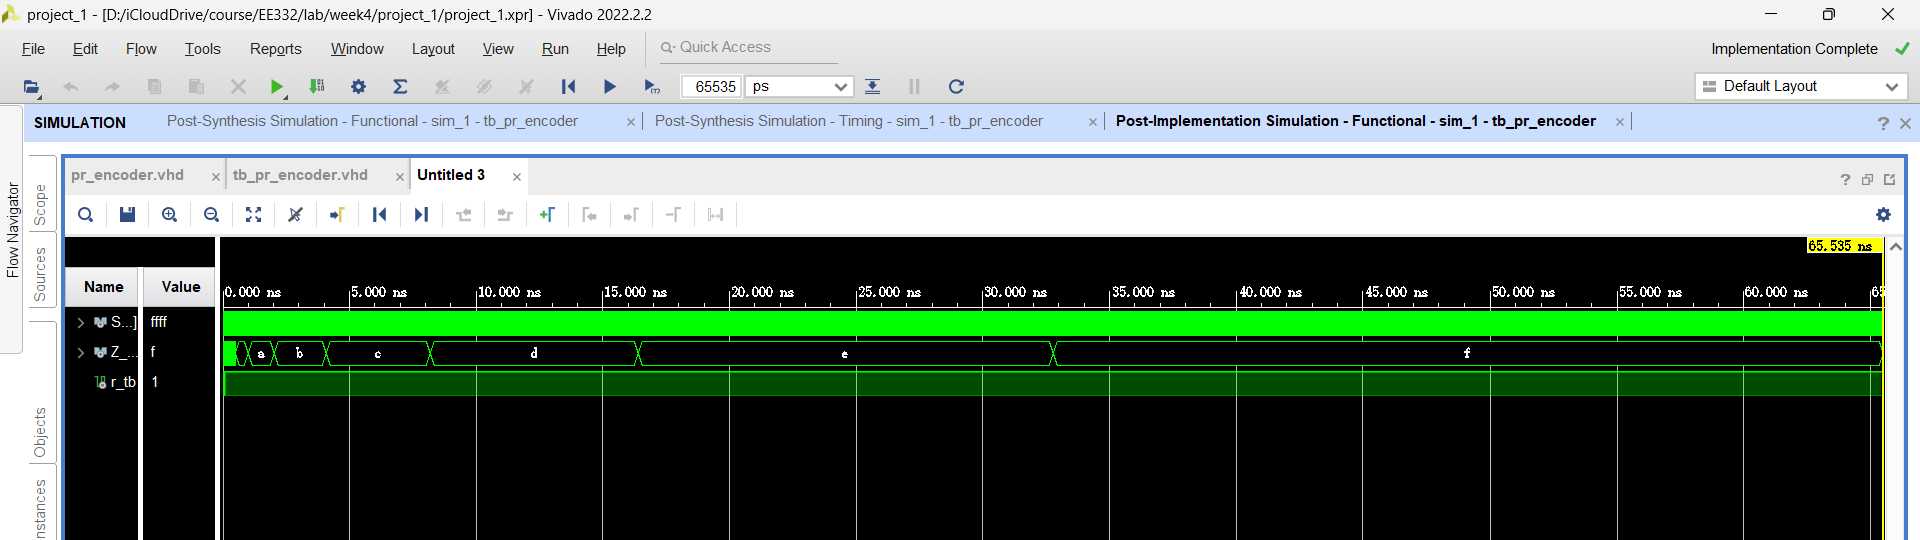 project_1 - [D:/iCloudDrive/course/EE332/lab/week4/project_1/project_1.xpr] - Vivado 2022.2.2
File Edit Flow Tools Reports Window Layout View Run Help Quick Access Implementation Complete
65535 ps Default Layout
SIMULATION Post-Synthesis Simulation - Functional - sim_1 - tb_pr_encoder Post-Synthesis Simulation - Timing - sim_1 - tb_pr_encoder Post-Implementation Simulation - Functional - sim_1 - tb_pr_encoder
Flow Navigator
Scope
Sources
Objects
nstances
pr_encoder.vhd tb_pr_encoder.vhd Untitled 3
65.535 ns
Name Value
0.000 ns 5.000 ns 10.000 ns 15.000 ns 20.000 ns 25.000 ns 30.000 ns 35.000 ns 40.000 ns 45.000 ns 50.000 ns 55.000 ns 60.000 ns 65
S...] ffff
Z_... f a b c d e f
r_tb 1